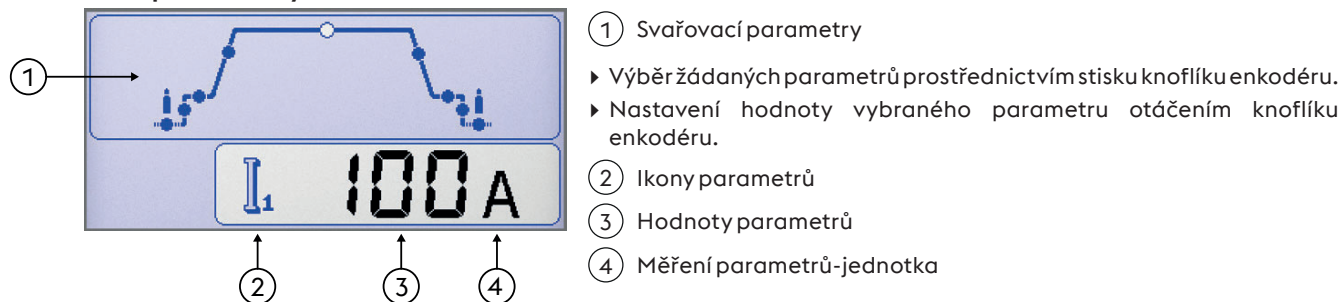 1
I1 100 A
2 3 4
1 Svařovací parametry
Výběr žádaných parametrů prostřednictvím stisku knoflíku enkodéru.
Nastavení hodnoty vybraného parametru otáčením knoflíku
enkodéru.
2 Ikony parametrů
3 Hodnoty parametrů
4 Měření parametrů-jednotka